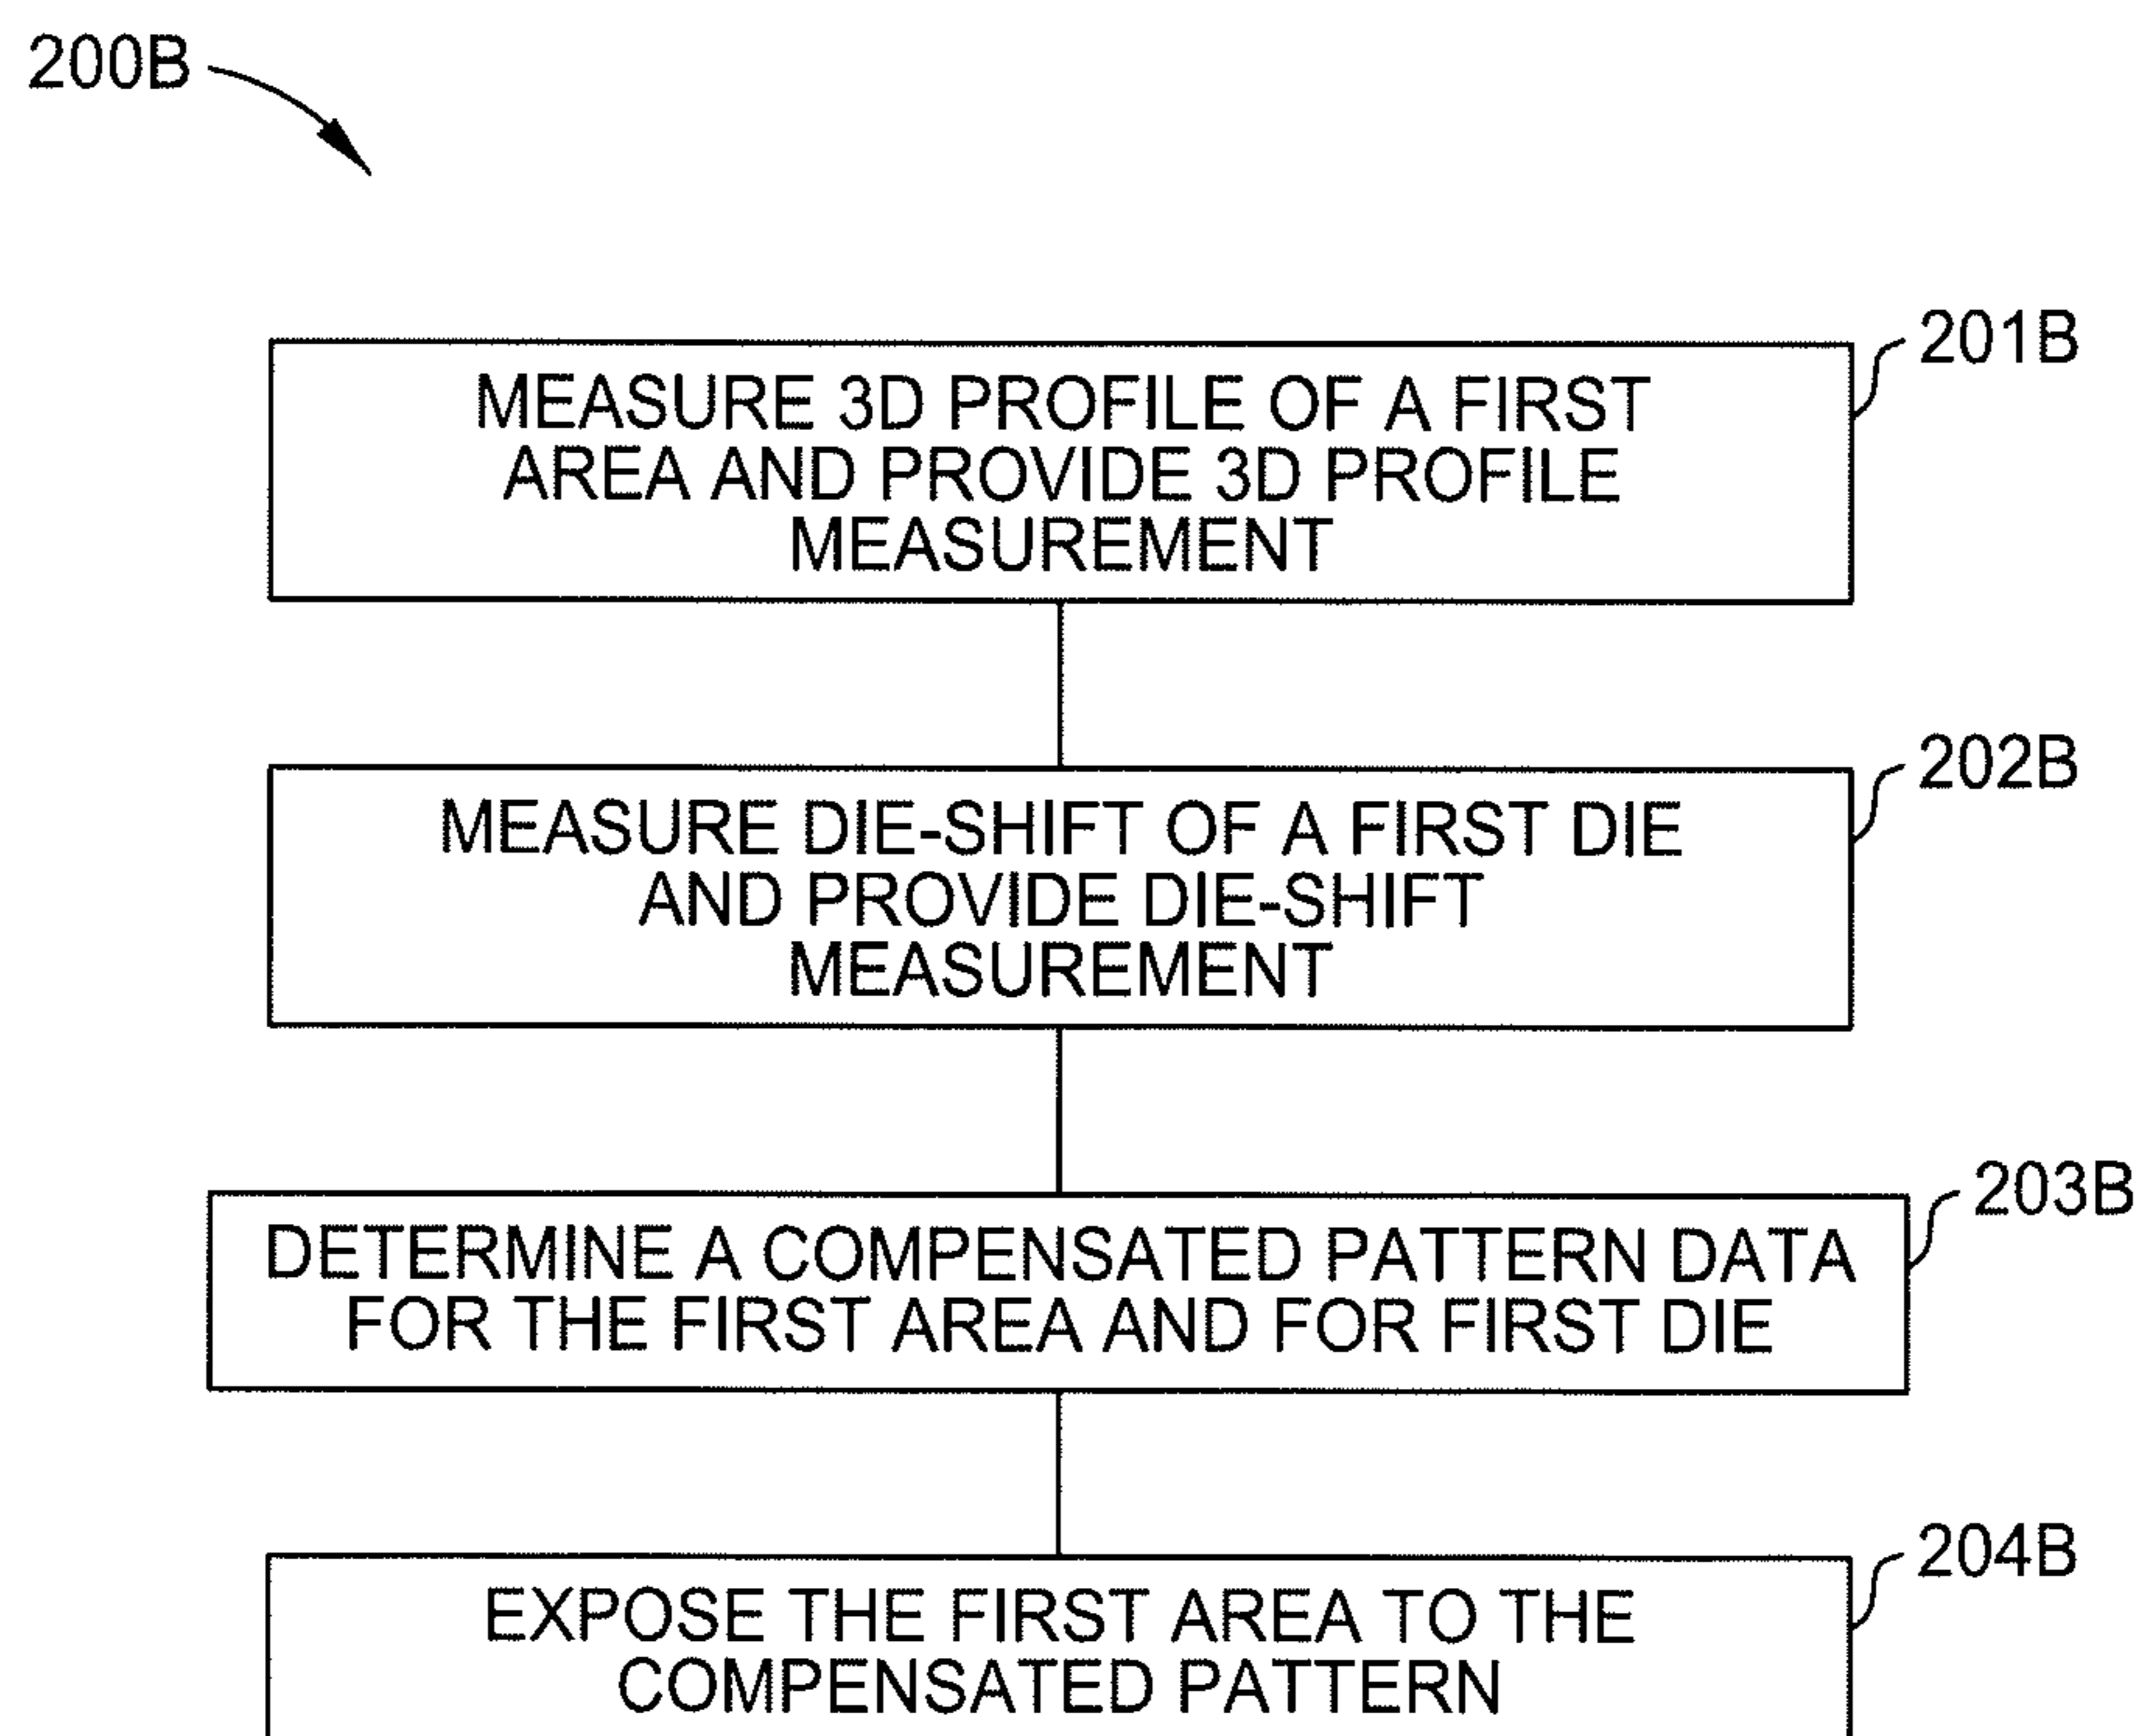 200B
201B
MEASURE 3D PROFILE OF A FIRST
AREA AND PROVIDE 3D PROFILE
MEASUREMENT
202B
MEASURE DIE-SHIFT OF A FIRST DIE
AND PROVIDE DIE-SHIFT
MEASUREMENT
203B
DETERMINE A COMPENSATED PATTERN DATA
FOR THE FIRST AREA AND FOR FIRST DIE
204B
EXPOSE THE FIRST AREA TO THE
COMPENSATED PATTERN